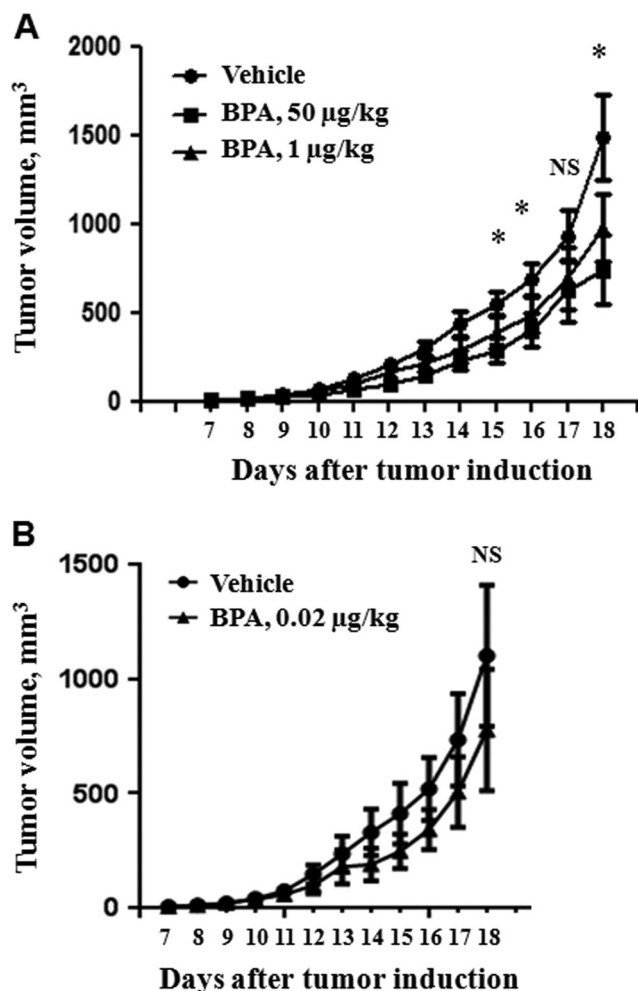 A
Tumor volume, mm³
2000
1500
1000
500
0
Vehicle
BPA, 50 µg/kg
BPA, 1 µg/kg
*
*
NS
*
7 8 9 10 11 12 13 14 15 16 17 18
Days after tumor induction
B
Tumor volume, mm³
1500
1000
500
0
Vehicle
BPA, 0.02 µg/kg
NS
7 8 9 10 11 12 13 14 15 16 17 18
Days after tumor induction